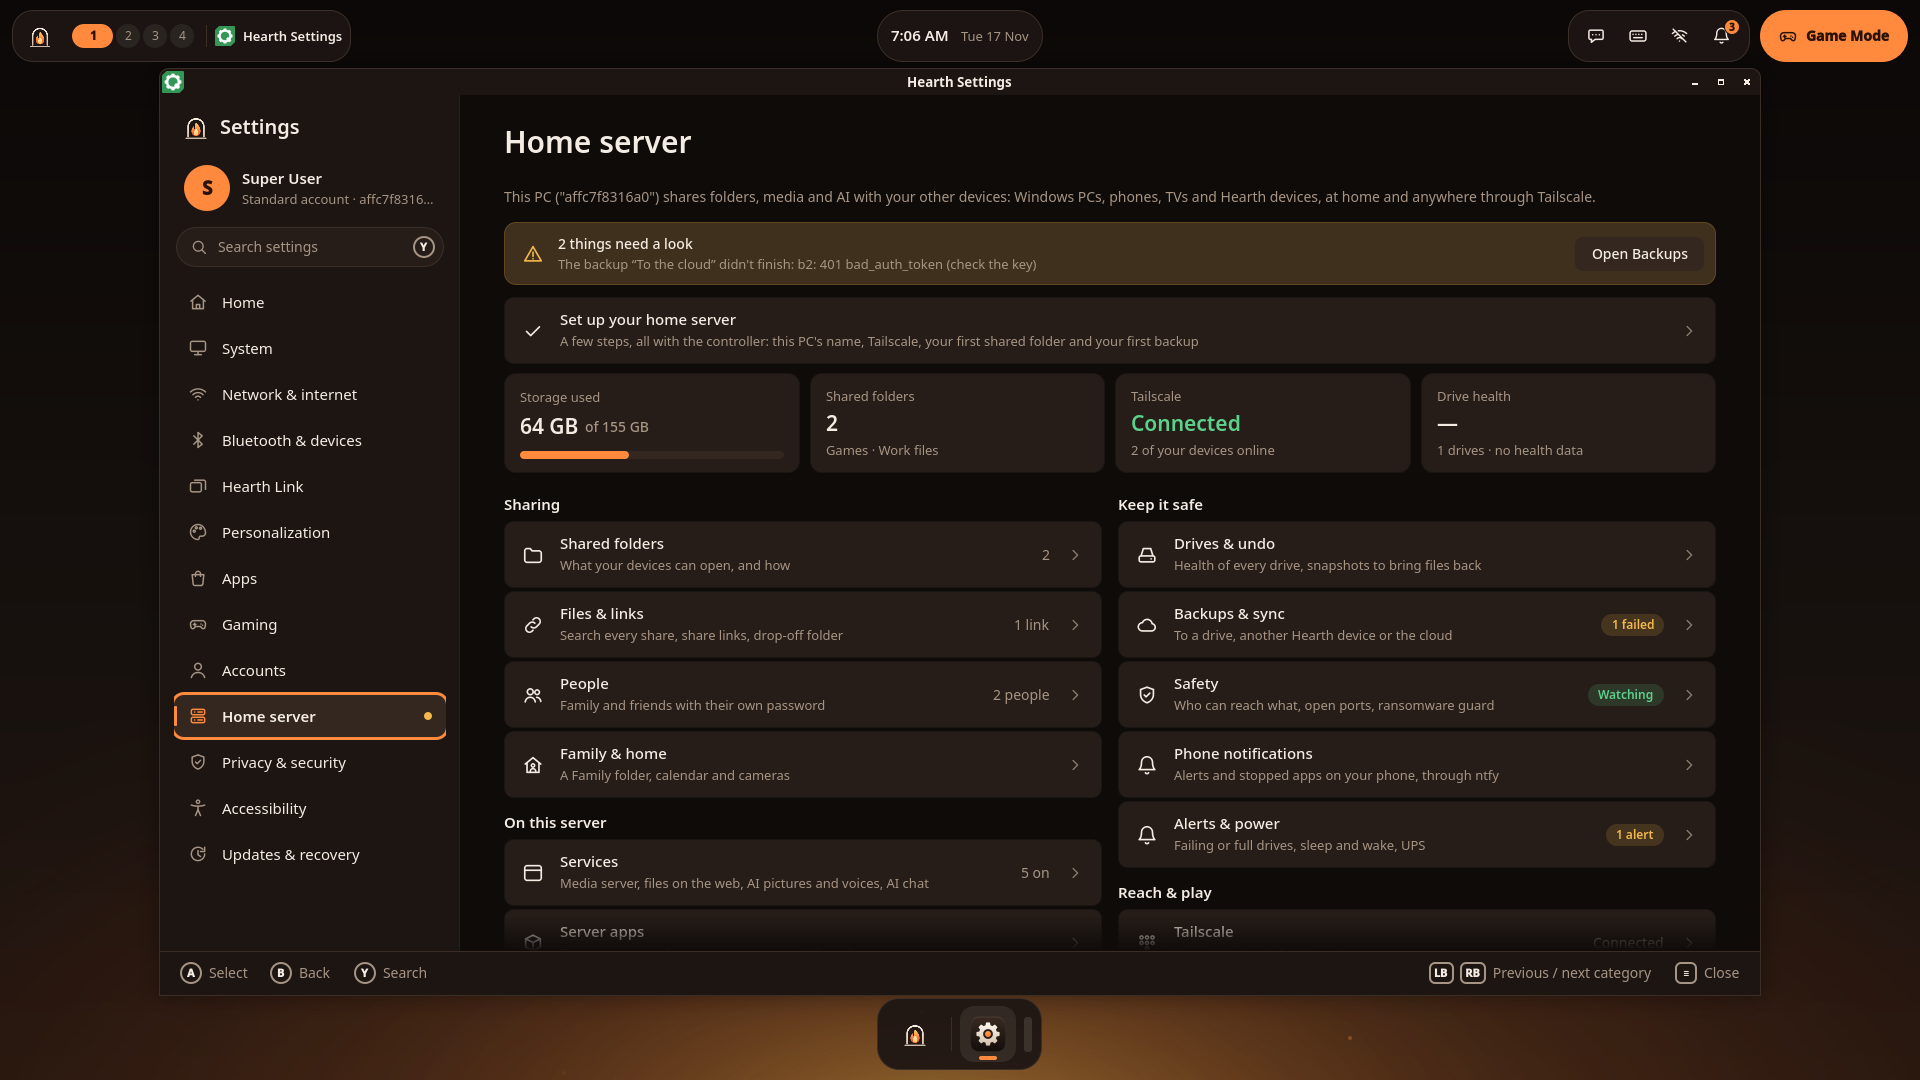 1 2 3 4 Hearth Settings
7:06 AM Tue 17 Nov
3 Game Mode
Hearth Settings
Settings
S
Super User
Standard account · affc7f8316...
Search settings Y
Home
System
Network & internet
Bluetooth & devices
Hearth Link
Personalization
Apps
Gaming
Accounts
Home server
Privacy & security
Accessibility
Updates & recovery
Home server
This PC ("affc7f8316a0") shares folders, media and AI with your other devices: Windows PCs, phones, TVs and Hearth devices, at home and anywhere through Tailscale.
2 things need a look
The backup “To the cloud” didn't finish: b2: 401 bad_auth_token (check the key)
Open Backups
Set up your home server
A few steps, all with the controller: this PC's name, Tailscale, your first shared folder and your first backup
Storage used
64 GB of 155 GB
Shared folders
2
Games · Work files
Tailscale
Connected
2 of your devices online
Drive health
—
1 drives · no health data
Sharing
Shared folders
What your devices can open, and how
2
Files & links
Search every share, share links, drop-off folder
1 link
People
Family and friends with their own password
2 people
Family & home
A Family folder, calendar and cameras
On this server
Services
Media server, files on the web, AI pictures and voices, AI chat
5 on
Server apps
Keep it safe
Drives & undo
Health of every drive, snapshots to bring files back
Backups & sync
To a drive, another Hearth device or the cloud
1 failed
Safety
Who can reach what, open ports, ransomware guard
Watching
Phone notifications
Alerts and stopped apps on your phone, through ntfy
Alerts & power
Failing or full drives, sleep and wake, UPS
1 alert
Reach & play
Tailscale
Connected
A Select B Back Y Search
LB RB Previous / next category ≡ Close